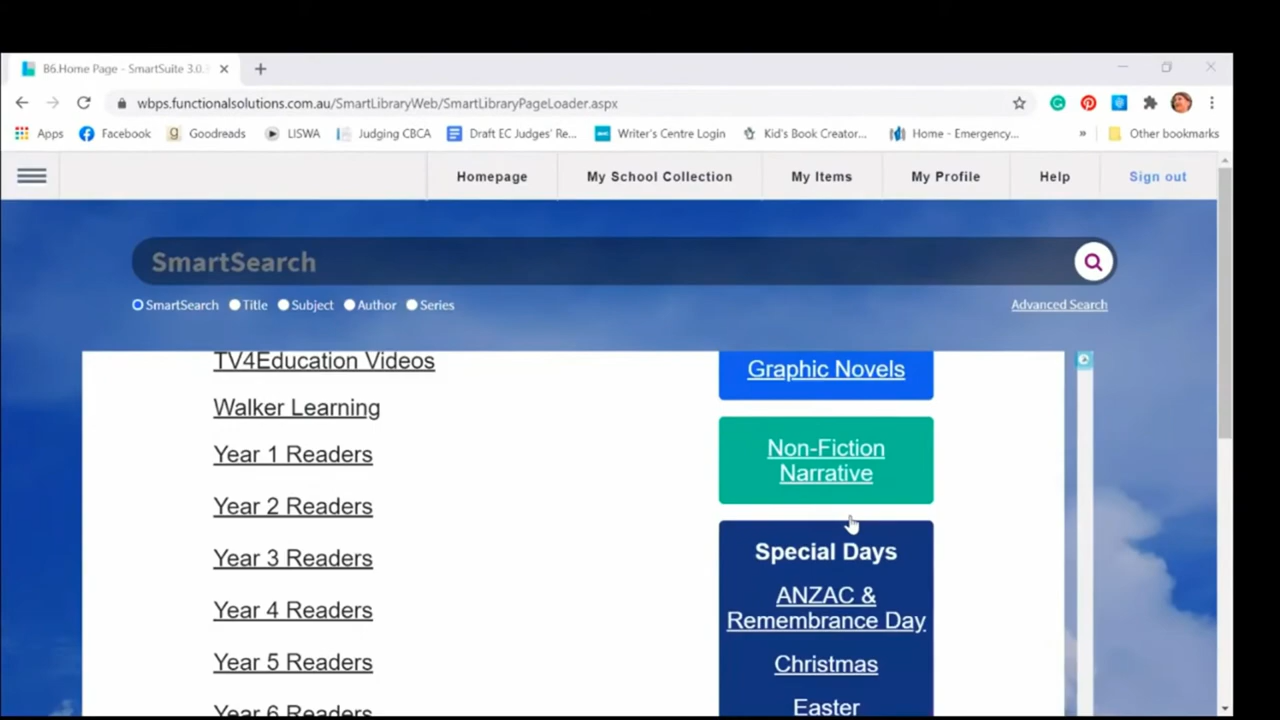 B6.Home Page - SmartSuite 3.0.
wbps.functionalsolutions.com.au/SmartLibraryWeb/SmartLibraryPageLoader.aspx
Apps Facebook Goodreads LISWA Judging CBCA Draft EC Judges' Re... Writer's Centre Login Kid's Book Creator... Home - Emergency... » Other bookmarks
Homepage My School Collection My Items My Profile Help Sign out
SmartSearch
SmartSearch Title Subject Author Series Advanced Search
TV4Education Videos
Walker Learning
Year 1 Readers
Year 2 Readers
Year 3 Readers
Year 4 Readers
Year 5 Readers
Year 6 Readers
Graphic Novels
Non-Fiction
Narrative
Special Days
ANZAC &
Remembrance Day
Christmas
Easter